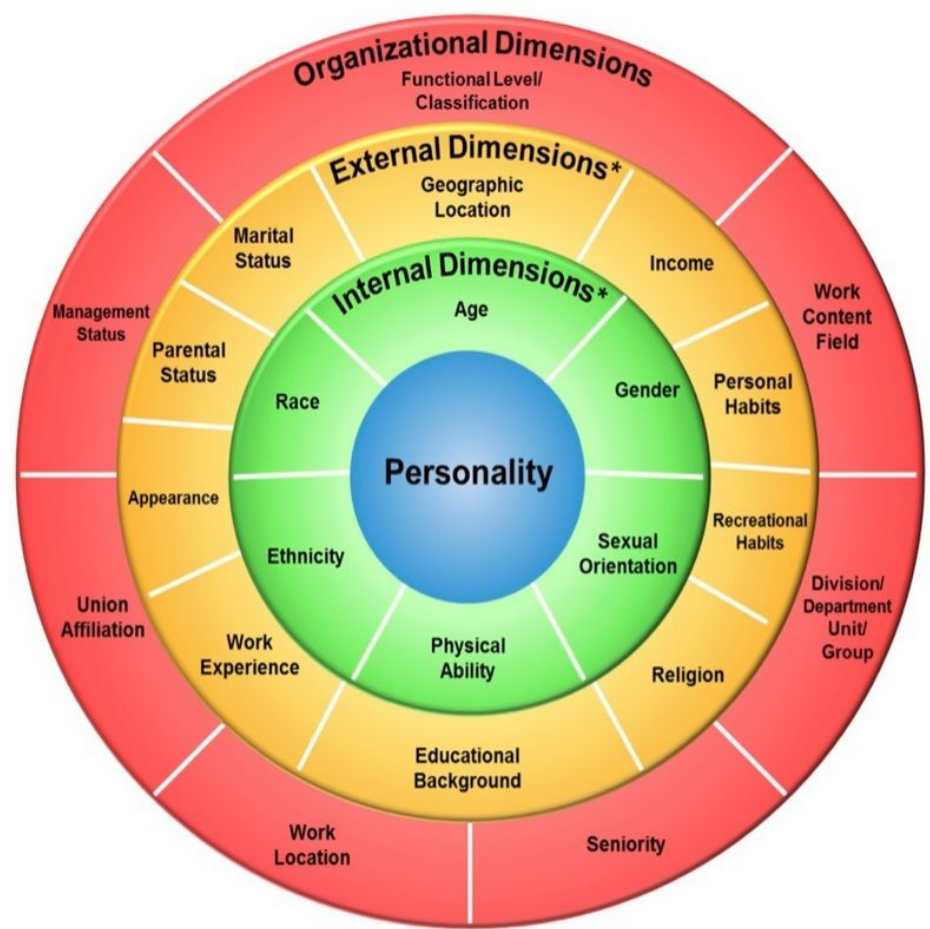 Organizational Dimensions
Functional Level/
Classification
Work
Content
Field
Division/
Department
Unit/
Group
Seniority
Work
Location
Union
Affiliation
Management
Status
External Dimensions*
Geographic
Location
Income
Personal
Habits
Recreational
Habits
Religion
Educational
Background
Work
Experience
Appearance
Parental
Status
Marital
Status
Internal Dimensions*
Age
Gender
Sexual
Orientation
Physical
Ability
Ethnicity
Race
Personality